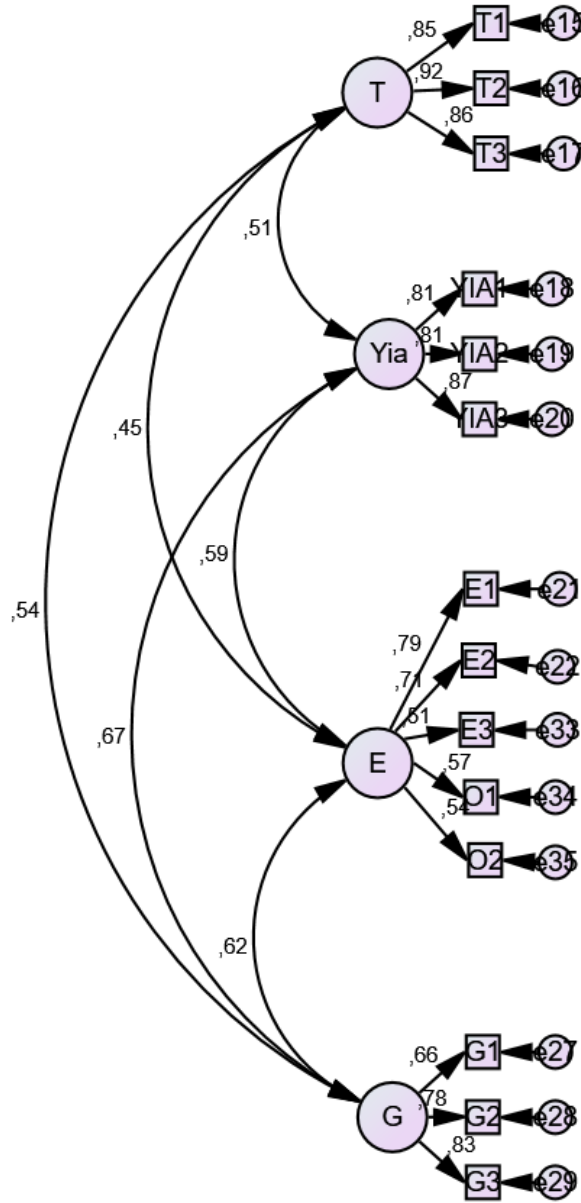 ,85
T1
e15
,92
T
T2
e16
,86
T3
e17
,51
,81
YIA1
e18
,81
Yia
YIA2
e19
,87
YIA3
e20
,45
,59
,54
,67
,79
E1
e21
,71
E2
e22
,51
E3
e33
E
,57
O1
e34
,54
O2
e35
,62
,66
G1
e27
,78
G
G2
e28
,83
G3
e29